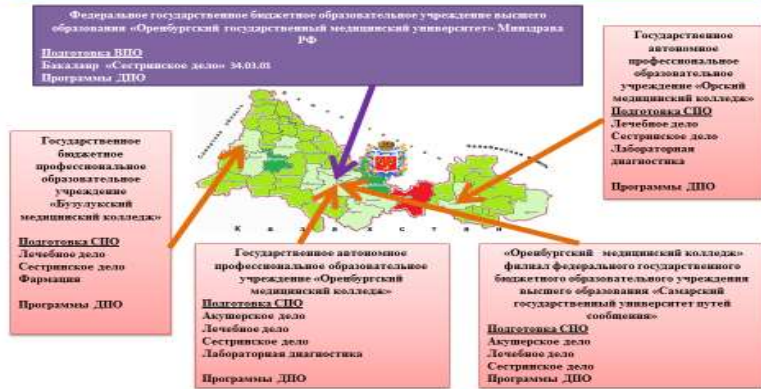 Федеральное государственное бюджетное образовательное учреждение высшего
образования «Оренбургский государственный медицинский университет» Минздрава
РФ
Подготовка ВПО
Бакалавр «Сестринское дело» 34.03.01
Программы ДПО
Государственное
автономное
профессиональное
образовательное
учреждение «Орский
медицинский колледж»
Подготовка СПО
Лечебное дело
Сестринское дело
Лабораторная
диагностика
Программы ДПО
Государственное
бюджетное
профессиональное
образовательное
учреждение
«Бузулукский
медицинский колледж»
Подготовка СПО
Лечебное дело
Сестринское дело
Фармация
Программы ДПО
Государственное автономное
профессиональное образовательное
учреждение «Оренбургский
медицинский колледж»
Подготовка СПО
Акушерское дело
Лечебное дело
Сестринское дело
Лабораторная диагностика
Программы ДПО
«Оренбургский медицинский колледж»
филиал федерального государственного
бюджетного образовательного учреждения
высшего образования «Самарский
государственный университет путей
сообщения»
Подготовка СПО
Акушерское дело
Лечебное дело
Сестринское дело
Программы ДПО